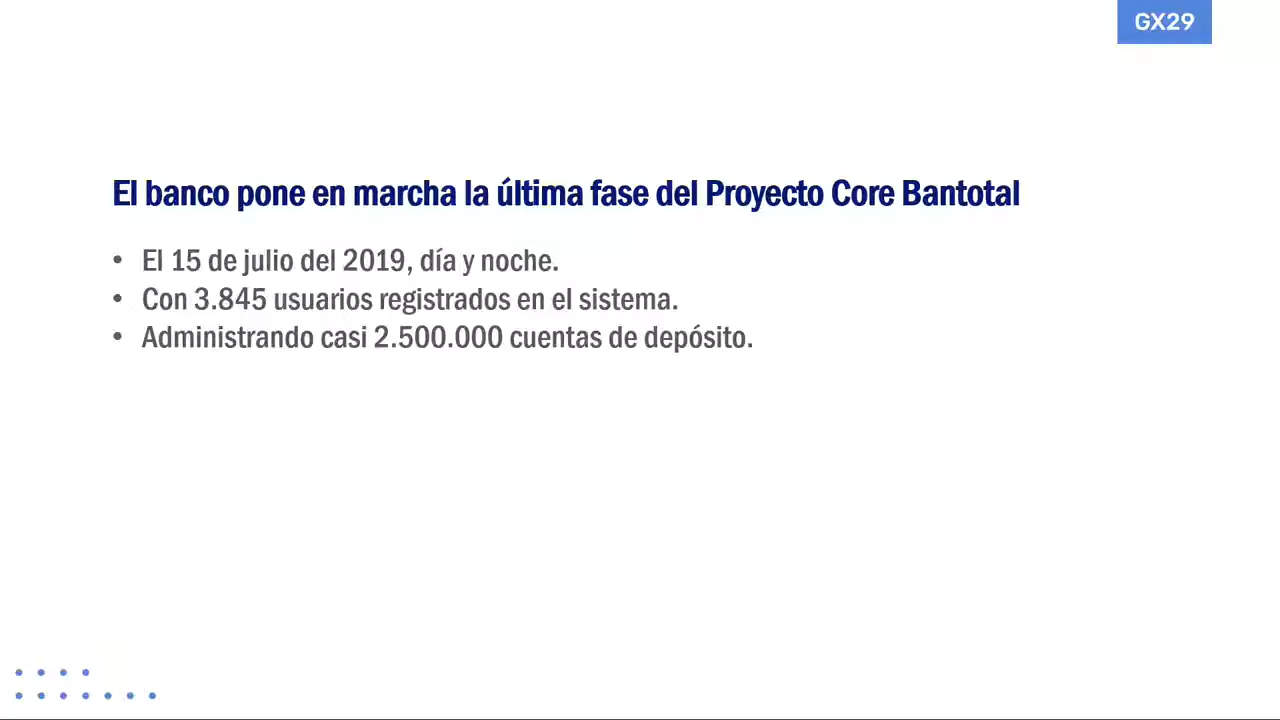 GX29
El banco pone en marcha la última fase del Proyecto Core Bantotal
• El 15 de julio del 2019, día y noche.
• Con 3.845 usuarios registrados en el sistema.
• Administrando casi 2.500.000 cuentas de depósito.